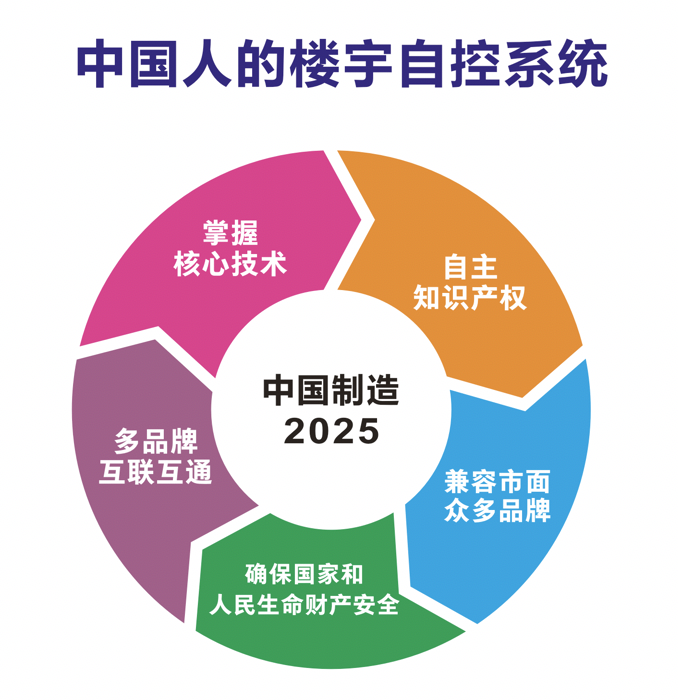 中国人的楼宇自控系统
掌握
核心技术
自主
知识产权
中国制造
2025
多品牌
互联互通
兼容市面
众多品牌
确保国家和
人民生命财产安全